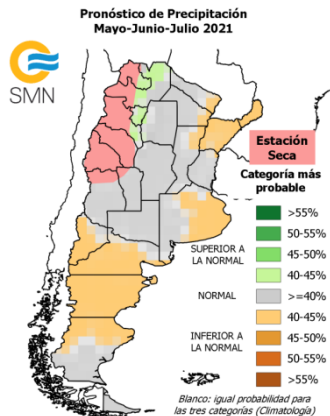 Pronóstico de Precipitación
Mayo-Junio-Julio 2021
SMN
Estación
Seca
Categoría más
probable
>55%
50-55%
SUPERIOR A
LA NORMAL
45-50%
40-45%
NORMAL
>=40%
40-45%
INFERIOR A
LA NORMAL
45-50%
50-55%
>55%
Blanco: igual probabilidad para
las tres categorías (Climatología)